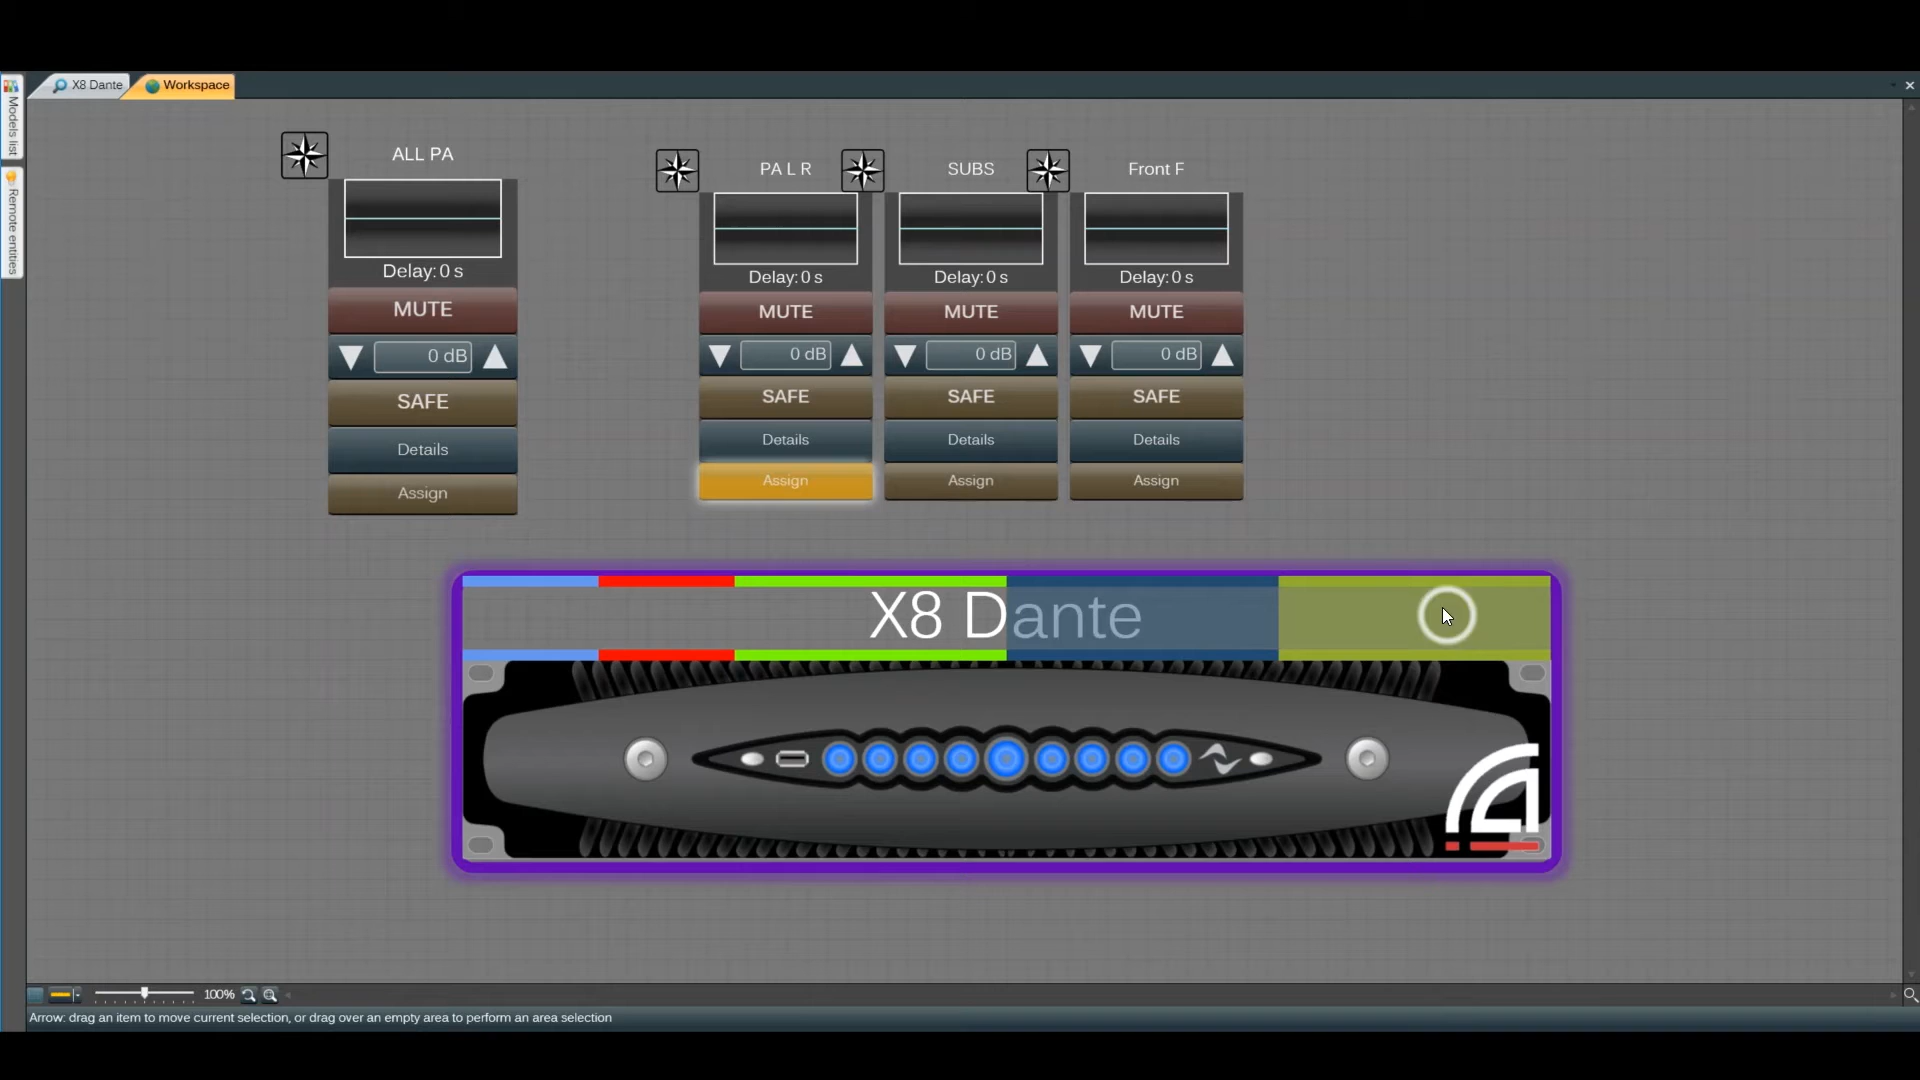 X8 Dante
Workspace
Models list
Remote entities
ALL PA
Delay: 0 s
MUTE
0 dB
SAFE
Details
Assign
PA L R
Delay: 0 s
MUTE
0 dB
SAFE
Details
Assign
SUBS
Delay: 0 s
MUTE
0 dB
SAFE
Details
Assign
Front F
Delay: 0 s
MUTE
0 dB
SAFE
Details
Assign
X8 Dante
100%
Arrow: drag an item to move current selection, or drag over an empty area to perform an area selection